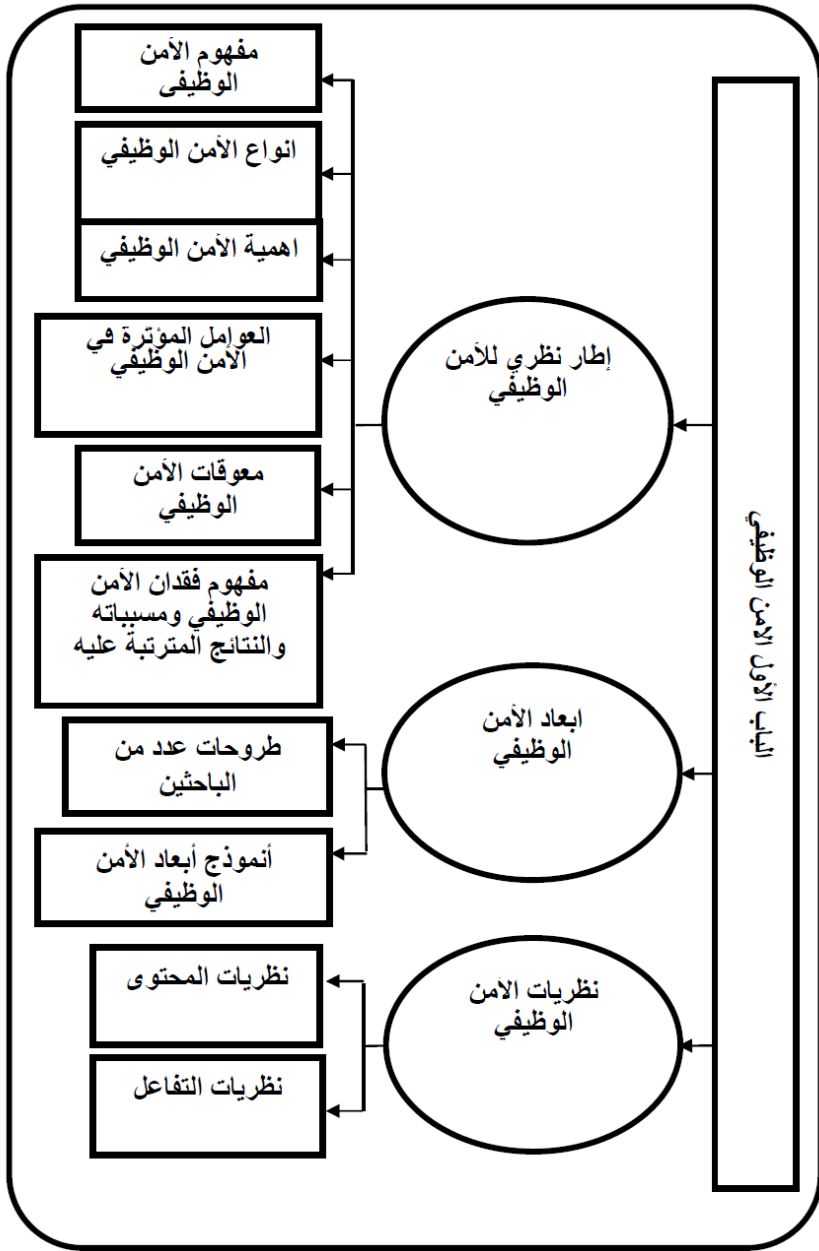 الباب الأول الامن الوظيفي
إطار نظري للأمن
الوظيفي
مفهوم الأمن
الوظيفي
انواع الأمن الوظيفي
اهمية الأمن الوظيفي
العوامل المؤثرة في
الأمن الوظيفي
معوقات الأمن
الوظيفي
مفهوم فقدان الأمن
الوظيفي ومسبباته
والنتائج المترتبة عليه
ابعاد الأمن
الوظيفي
طروحات عدد من
الباحثين
أنموذج أبعاد الأمن
الوظيفي
نظريات الأمن
الوظيفي
نظريات المحتوى
نظريات التفاعل